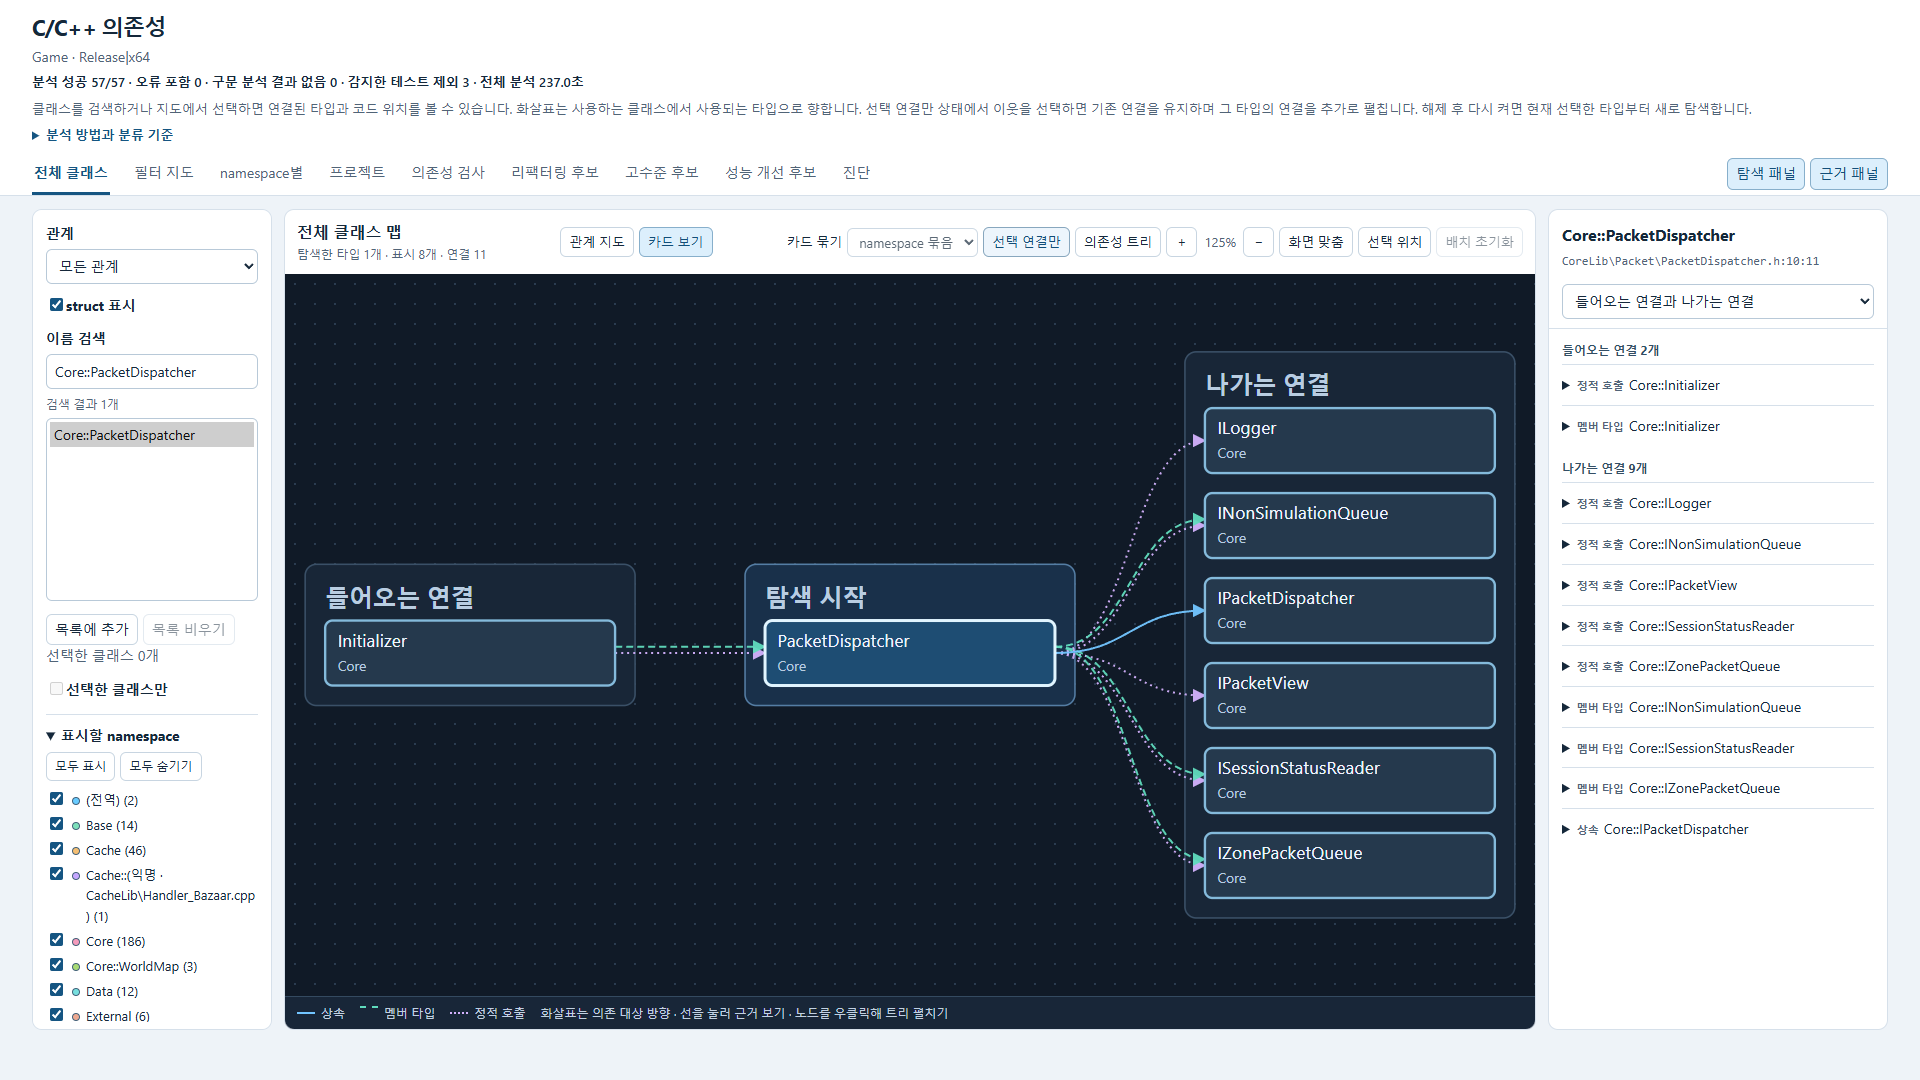 C/C++ 의존성
Game · Release|x64
분석 성공 57/57 · 오류 포함 0 · 구문 분석 결과 없음 0 · 감지한 테스트 제외 3 · 전체 분석 237.0초
클래스를 검색하거나 지도에서 선택하면 연결된 타입과 코드 위치를 볼 수 있습니다. 화살표는 사용하는 클래스에서 사용되는 타입으로 향합니다. 선택 연결만 상태에서 이웃을 선택하면 기존 연결을 유지하며 그 타입의 연결을 추가로 펼칩니다. 해제 후 다시 켜면 현재 선택한 타입부터 새로 탐색합니다.
▶ 분석 방법과 분류 기준
전체 클래스 필터 지도 namespace별 프로젝트 의존성 검사 리팩터링 후보 고수준 후보 성능 개선 후보 진단 탐색 패널 근거 패널
관계
모든 관계
struct 표시
이름 검색
Core::PacketDispatcher
검색 결과 1개
Core::PacketDispatcher
목록에 추가 목록 비우기
선택한 클래스 0개
선택한 클래스만
▼ 표시할 namespace
모두 표시 모두 숨기기
(전역) (2)
Base (14)
Cache (46)
Cache::(익명 ·
CacheLib\Handler_Bazaar.cpp
) (1)
Core (186)
Core::WorldMap (3)
Data (12)
External (6)
전체 클래스 맵
탐색한 타입 1개 · 표시 8개 · 연결 11
관계 지도 카드 보기 카드 묶기 namespace 묶음 선택 연결만 의존성 트리 + 125% − 화면 맞춤 선택 위치 배치 초기화
들어오는 연결
Initializer
Core
탐색 시작
PacketDispatcher
Core
나가는 연결
ILogger
Core
INonSimulationQueue
Core
IPacketDispatcher
Core
IPacketView
Core
ISessionStatusReader
Core
IZonePacketQueue
Core
상속 멤버 타입 정적 호출 화살표는 의존 대상 방향 · 선을 눌러 근거 보기 · 노드를 우클릭해 트리 펼치기
Core::PacketDispatcher
CoreLib\Packet\PacketDispatcher.h:10:11
들어오는 연결과 나가는 연결
들어오는 연결 2개
▶ 정적 호출 Core::Initializer
▶ 멤버 타입 Core::Initializer
나가는 연결 9개
▶ 정적 호출 Core::ILogger
▶ 정적 호출 Core::INonSimulationQueue
▶ 정적 호출 Core::IPacketView
▶ 정적 호출 Core::ISessionStatusReader
▶ 정적 호출 Core::IZonePacketQueue
▶ 멤버 타입 Core::INonSimulationQueue
▶ 멤버 타입 Core::ISessionStatusReader
▶ 멤버 타입 Core::IZonePacketQueue
▶ 상속 Core::IPacketDispatcher